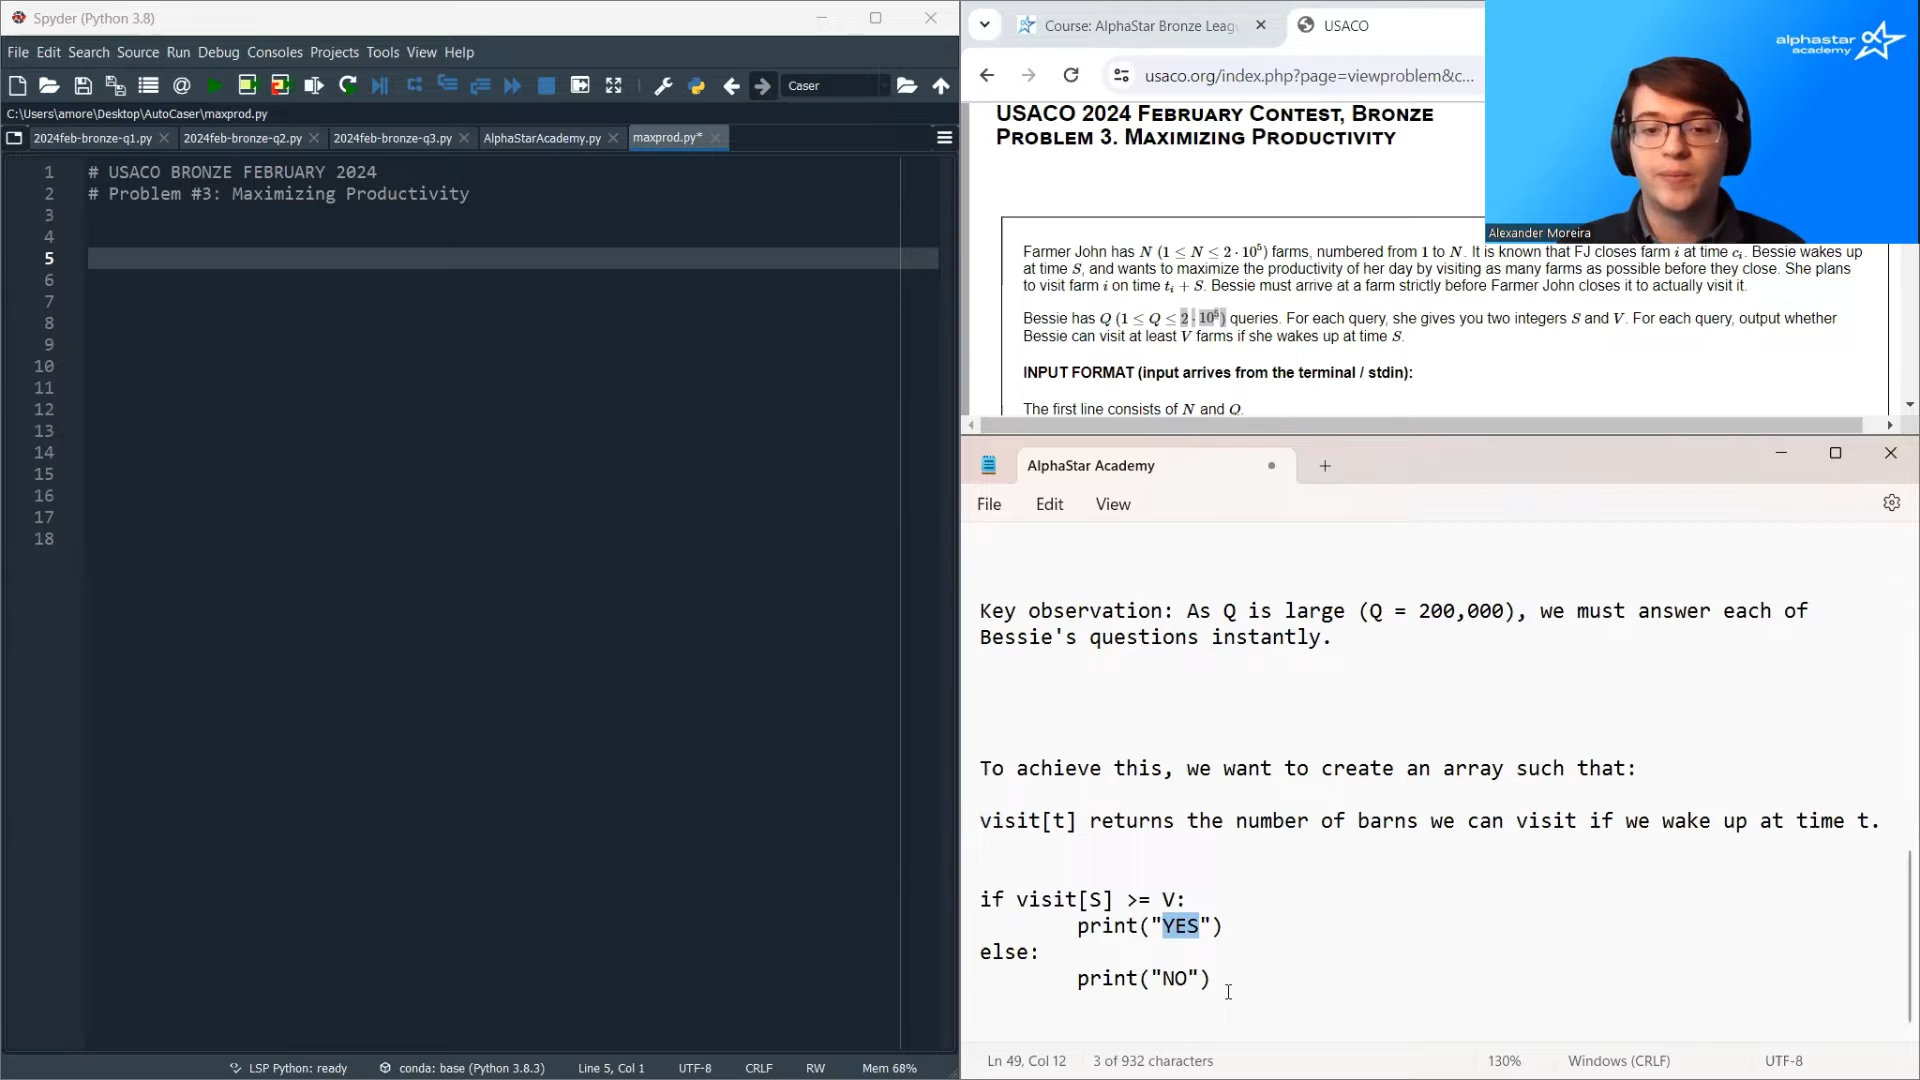 Spyder (Python 3.8)
File Edit Search Source Run Debug Consoles Projects Tools View Help
Caser
C:\Users\amore\Desktop\AutoCaser\maxprod.py
2024feb-bronze-q1.py 2024feb-bronze-q2.py 2024feb-bronze-q3.py AlphaStarAcademy.py maxprod.py*
1 # USACO BRONZE FEBRUARY 2024
2 # Problem #3: Maximizing Productivity
3
4
5
6
7
8
9
10
11
12
13
14
15
16
17
18
LSP Python: ready conda: base (Python 3.8.3) Line 5, Col 1 UTF-8 CRLF RW Mem 68%
Course: AlphaStar Bronze Leag USACO
usaco.org/index.php?page=viewproblem&c...
alphastar academy
Alexander Moreira
USACO 2024 February Contest, Bronze
Problem 3. Maximizing Productivity
Farmer John has N (1 ≤ N ≤ 2 · 10⁵) farms, numbered from 1 to N. It is known that FJ closes farm i at time cᵢ. Bessie wakes up
at time S, and wants to maximize the productivity of her day by visiting as many farms as possible before they close. She plans
to visit farm i on time tᵢ + S. Bessie must arrive at a farm strictly before Farmer John closes it to actually visit it.
Bessie has Q (1 ≤ Q ≤ 2 · 10⁵) queries. For each query, she gives you two integers S and V. For each query, output whether
Bessie can visit at least V farms if she wakes up at time S.
INPUT FORMAT (input arrives from the terminal / stdin):
The first line consists of N and Q.
AlphaStar Academy
File Edit View
Key observation: As Q is large (Q = 200,000), we must answer each of
Bessie's questions instantly.
To achieve this, we want to create an array such that:
visit[t] returns the number of barns we can visit if we wake up at time t.
if visit[S] >= V:
print("YES")
else:
print("NO")
Ln 49, Col 12 3 of 932 characters 130% Windows (CRLF) UTF-8